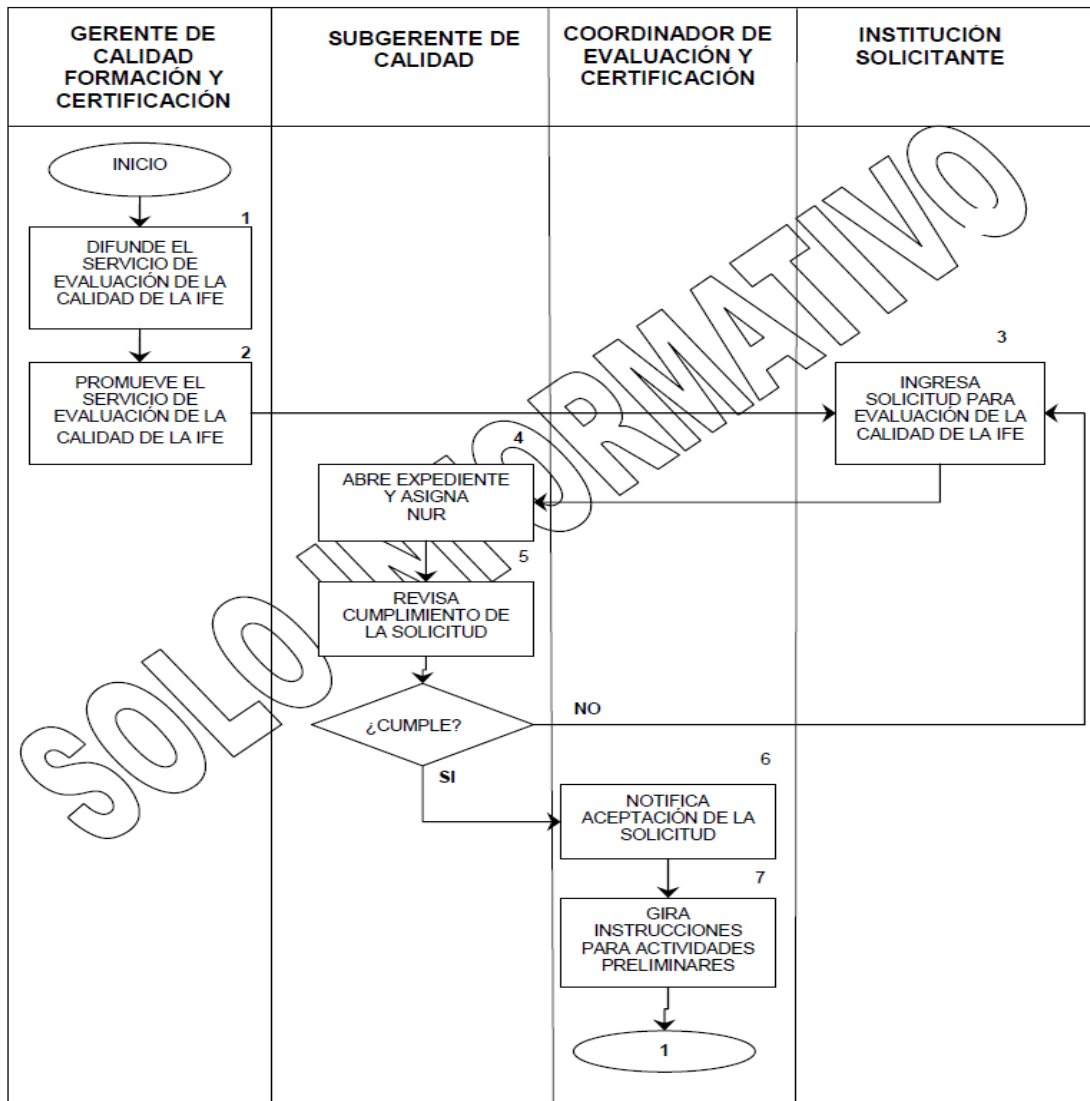 GERENTE DE
CALIDAD
FORMACIÓN Y
CERTIFICACIÓN
SUBGERENTE DE
CALIDAD
COORDINADOR DE
EVALUACIÓN Y
CERTIFICACIÓN
INSTITUCIÓN
SOLICITANTE
INICIO
1
DIFUNDE EL
SERVICIO DE
EVALUACIÓN DE LA
CALIDAD DE LA IFE
2
PROMUEVE EL
SERVICIO DE
EVALUACIÓN DE LA
CALIDAD DE LA IFE
3
INGRESA
SOLICITUD PARA
EVALUACIÓN DE LA
CALIDAD DE LA IFE
4
ABRE EXPEDIENTE
Y ASIGNA
NUR
5
REVISA
CUMPLIMIENTO DE
LA SOLICITUD
¿CUMPLE?
NO
SI
6
NOTIFICA
ACEPTACIÓN DE LA
SOLICITUD
7
GIRA
INSTRUCCIONES
PARA ACTIVIDADES
PRELIMINARES
1
SOLO INFORMATIVO